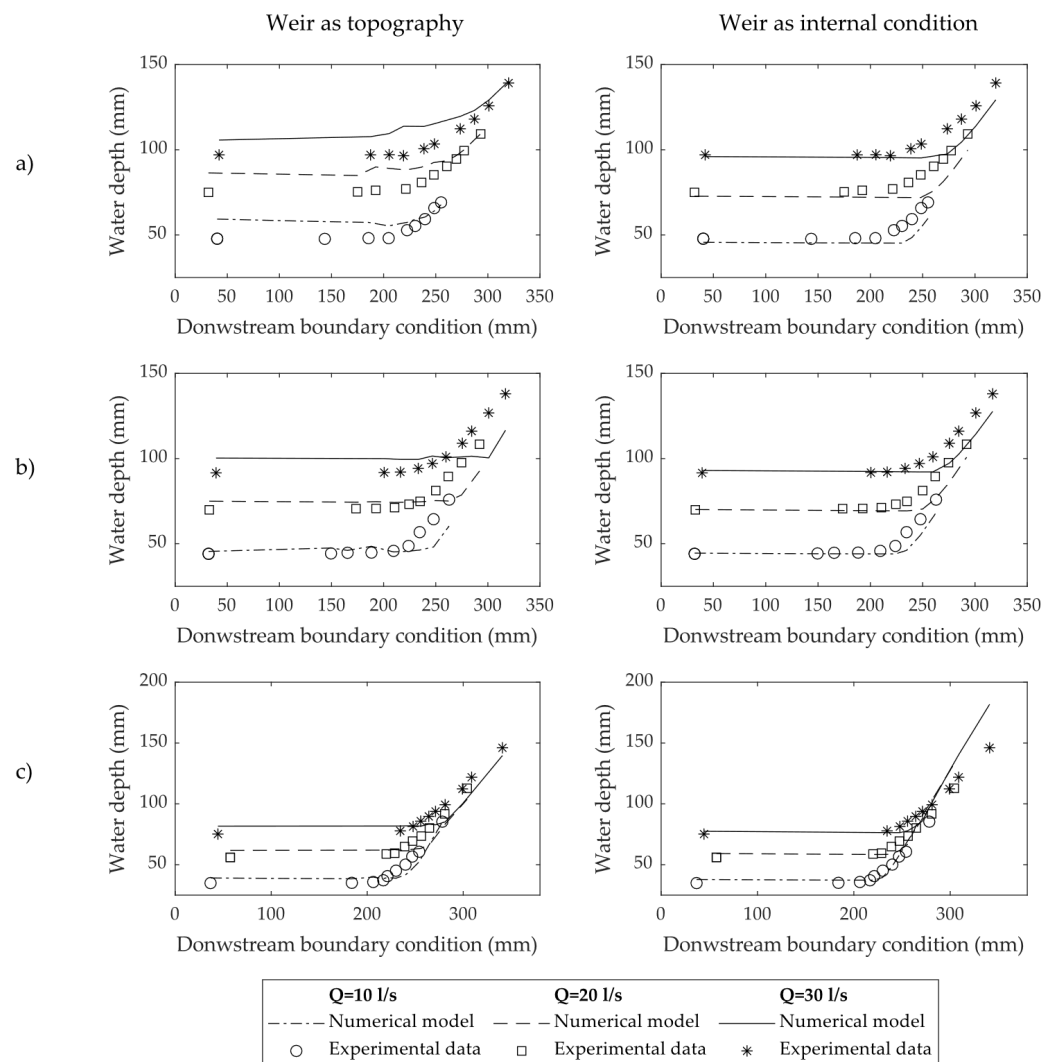 Weir as topography
Weir as internal condition
a)
Water depth (mm)
150
100
50
0 50 100 150 200 250 300 350
Donwstream boundary condition (mm)
Water depth (mm)
150
100
50
0 50 100 150 200 250 300 350
Donwstream boundary condition (mm)
b)
Water depth (mm)
150
100
50
0 50 100 150 200 250 300 350
Donwstream boundary condition (mm)
Water depth (mm)
150
100
50
0 50 100 150 200 250 300 350
Donwstream boundary condition (mm)
c)
Water depth (mm)
200
150
100
50
0 100 200 300
Donwstream boundary condition (mm)
Water depth (mm)
200
150
100
50
0 100 200 300
Donwstream boundary condition (mm)
Q=10 l/s Q=20 l/s Q=30 l/s
Numerical model Numerical model Numerical model
Experimental data Experimental data Experimental data